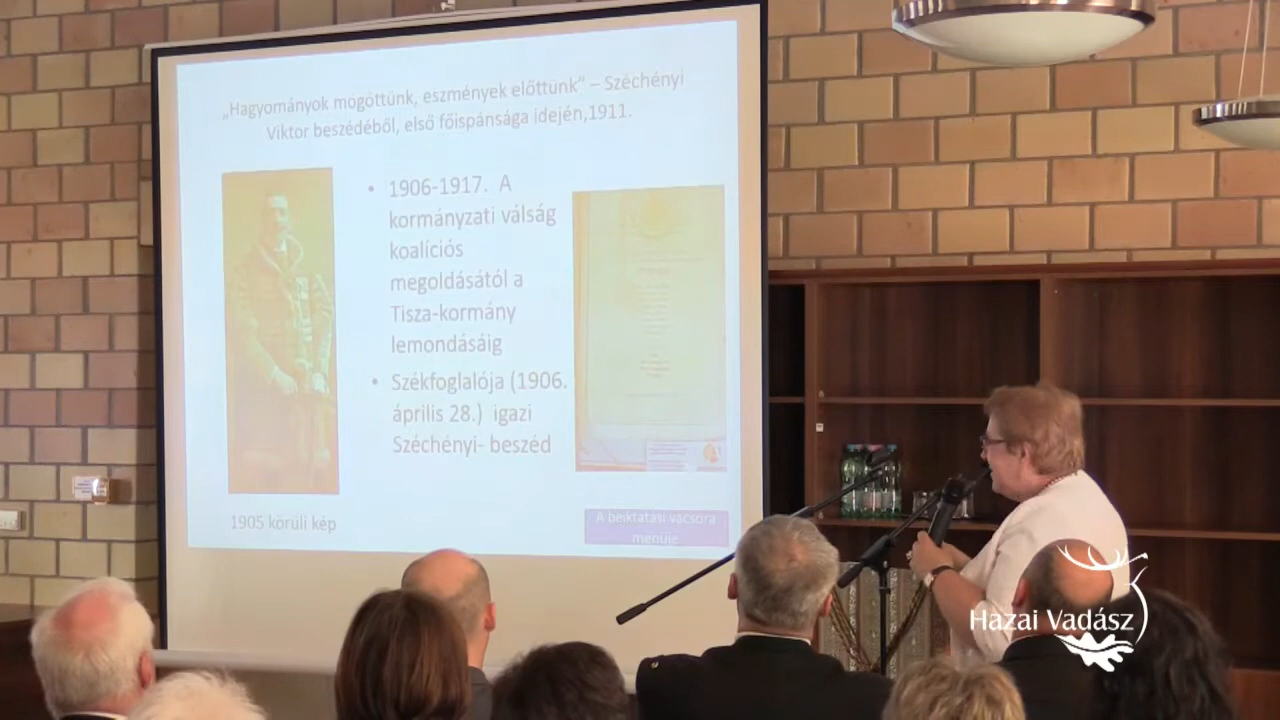 „Hagyományok mögöttünk, eszmények előttünk" – Széchényi
Viktor beszédéből, első főispánsága idején,1911.
• 1906-1917. A
kormányzati válság
koalíciós
megoldásától a
Tisza-kormány
lemondásáig
• Székfoglalója (1906.
április 28.) igazi
Széchényi- beszéd
1905 körüli kép
A beiktatási vacsora
menüje
Hazai Vadász